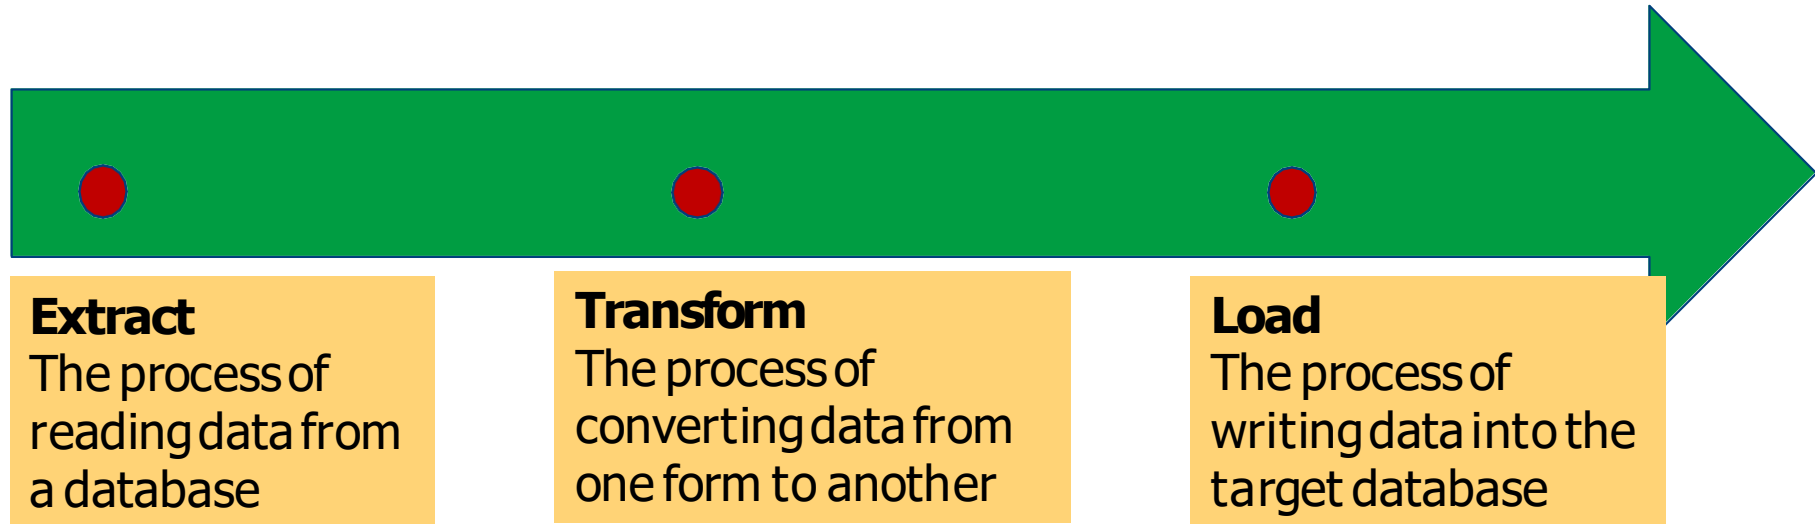 Extract
The process of
reading data from
a database
Transform
The process of
converting data from
one form to another
Load
The process of
writing data into the
target database